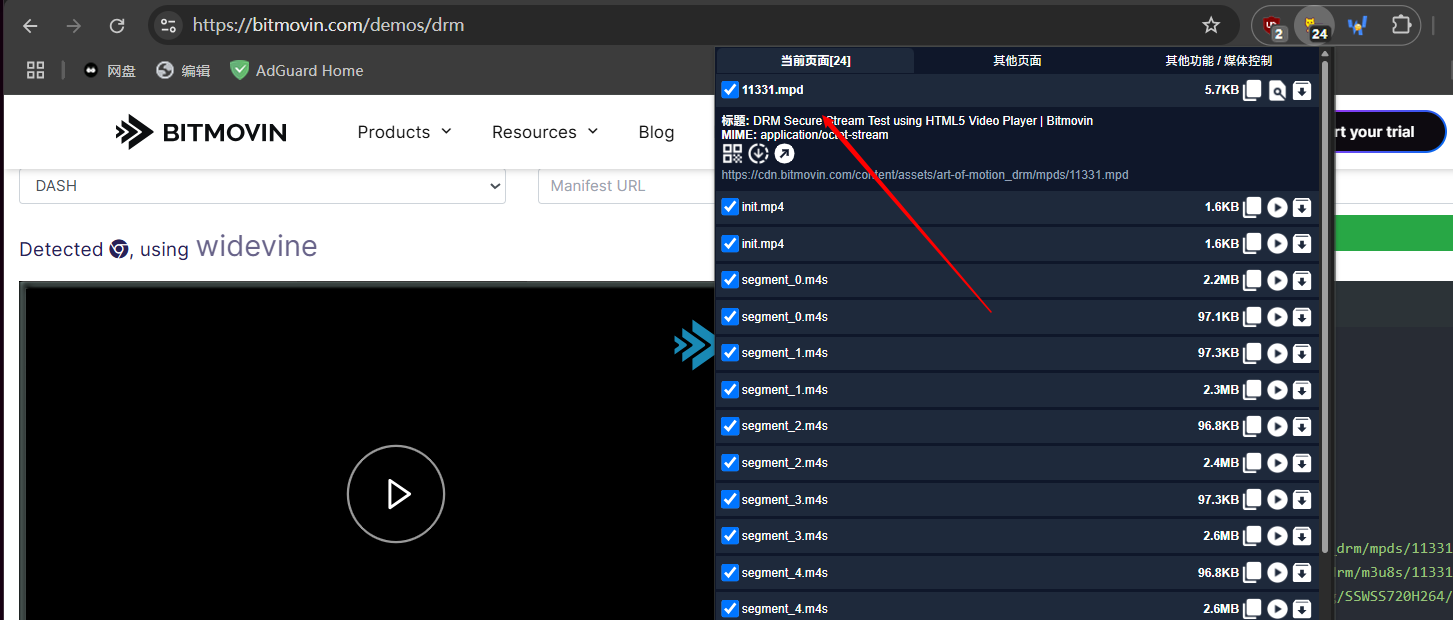 https://bitmovin.com/demos/drm
2
24
网盘
编辑
AdGuard Home
当前页面[24]
其他页面
其他功能 / 媒体控制
11331.mpd
5.7KB
标题: DRM Secure Stream Test using HTML5 Video Player | Bitmovin
MIME: application/octet-stream
https://cdn.bitmovin.com/content/assets/art-of-motion_drm/mpds/11331.mpd
BITMOVIN
Products
Resources
Blog
rt your trial
DASH
Manifest URL
Detected , using widevine
init.mp4 1.6KB
init.mp4 1.6KB
segment_0.m4s 2.2MB
segment_0.m4s 97.1KB
segment_1.m4s 97.3KB
segment_1.m4s 2.3MB
segment_2.m4s 96.8KB
segment_2.m4s 2.4MB
segment_3.m4s 97.3KB
segment_3.m4s 2.6MB
segment_4.m4s 96.8KB
segment_4.m4s 2.6MB
_drm/mpds/11331
drm/m3u8s/11331
/SSWSS720H264/